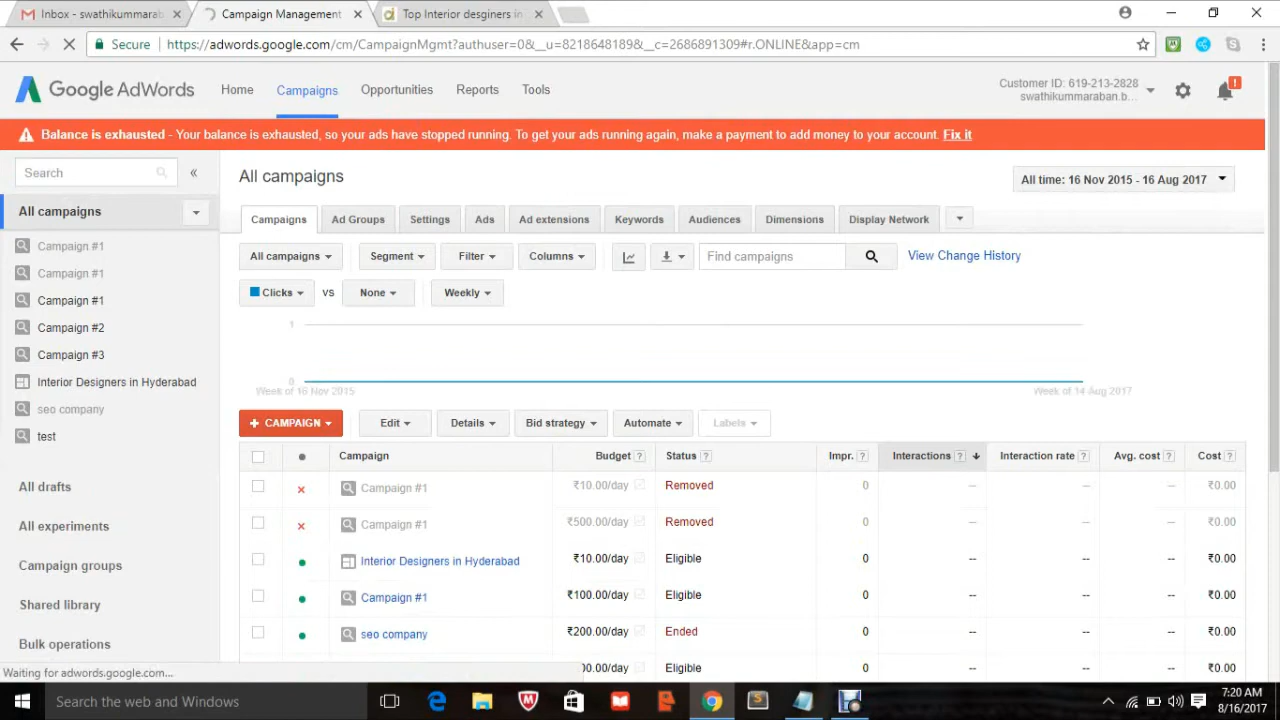 Inbox - swathikummarab
Campaign Management
Top Interior desginers in
Secure
https://adwords.google.com/cm/CampaignMgmt?authuser=0&__u=8218648189&__c=2686891309#r.ONLINE&app=cm
Google AdWords
Home
Campaigns
Opportunities
Reports
Tools
Customer ID: 619-213-2828
swathikummaraban.b...
!
Balance is exhausted - Your balance is exhausted, so your ads have stopped running. To get your ads running again, make a payment to add money to your account. Fix it
Search
«
All campaigns
Campaign #1
Campaign #1
Campaign #1
Campaign #2
Campaign #3
Interior Designers in Hyderabad
seo company
test
All drafts
All experiments
Campaign groups
Shared library
Bulk operations
Waiting for adwords.google.com...
All campaigns
All time: 16 Nov 2015 - 16 Aug 2017
Campaigns Ad Groups Settings Ads Ad extensions Keywords Audiences Dimensions Display Network
All campaigns Segment Filter Columns Find campaigns View Change History
Clicks vs None Weekly
1
0
Week of 16 Nov 2015 Week of 14 Aug 2017
+ CAMPAIGN Edit Details Bid strategy Automate Labels
Campaign Budget ? Status ? Impr. ? Interactions ? Interaction rate ? Avg. cost ? Cost ?
Campaign #1 ₹10.00/day Removed 0 -- -- -- ₹0.00
Campaign #1 ₹500.00/day Removed 0 -- -- -- ₹0.00
Interior Designers in Hyderabad ₹10.00/day Eligible 0 -- -- -- ₹0.00
Campaign #1 ₹100.00/day Eligible 0 -- -- -- ₹0.00
seo company ₹200.00/day Ended 0 -- -- -- ₹0.00
00.00/day Eligible 0 -- -- -- ₹0.00
Search the web and Windows
7:20 AM
8/16/2017